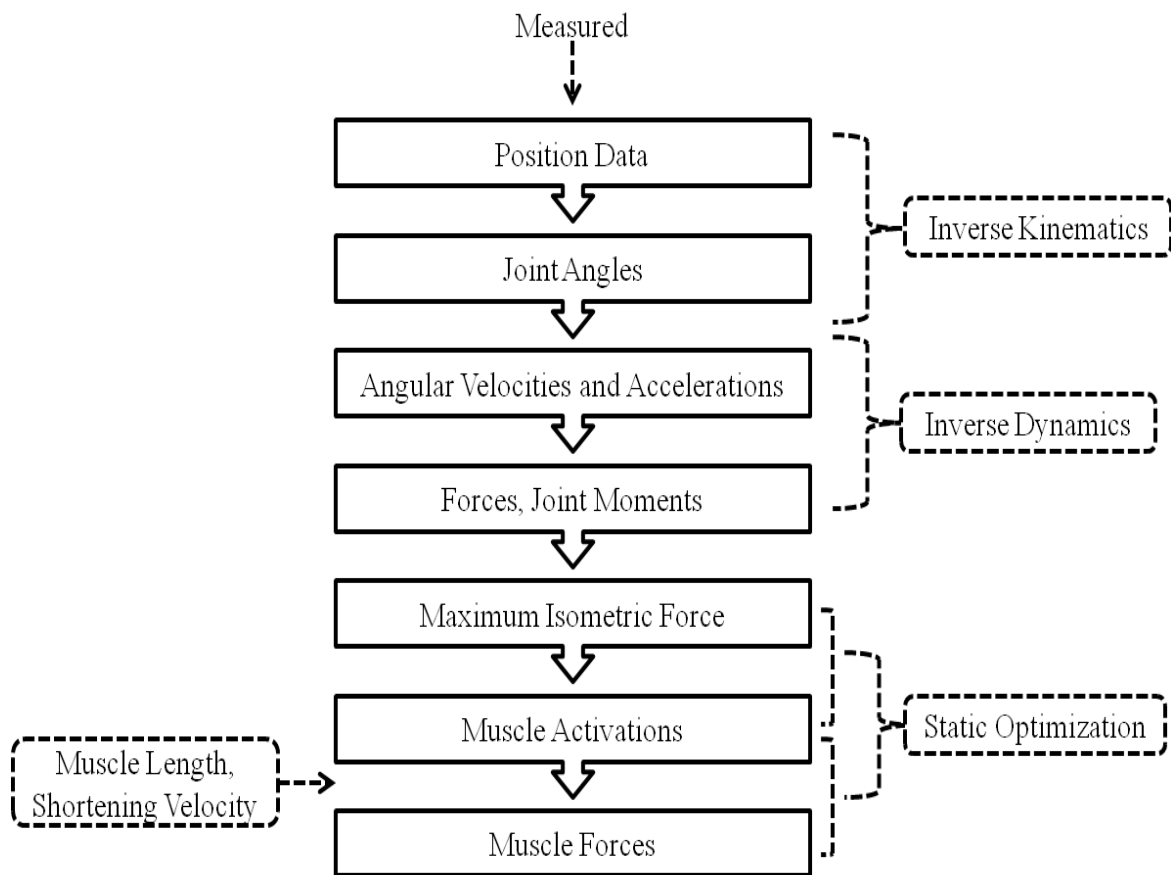 Measured
Position Data
Inverse Kinematics
Joint Angles
Angular Velocities and Accelerations
Inverse Dynamics
Forces, Joint Moments
Maximum Isometric Force
Muscle Activations
Static Optimization
Muscle Length,
Shortening Velocity
Muscle Forces